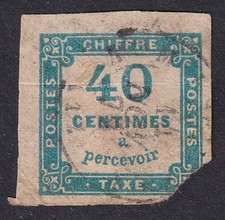 CHIFFRE
POSTES
40
CENTIMES
à
percevoir
POSTES
TAXE